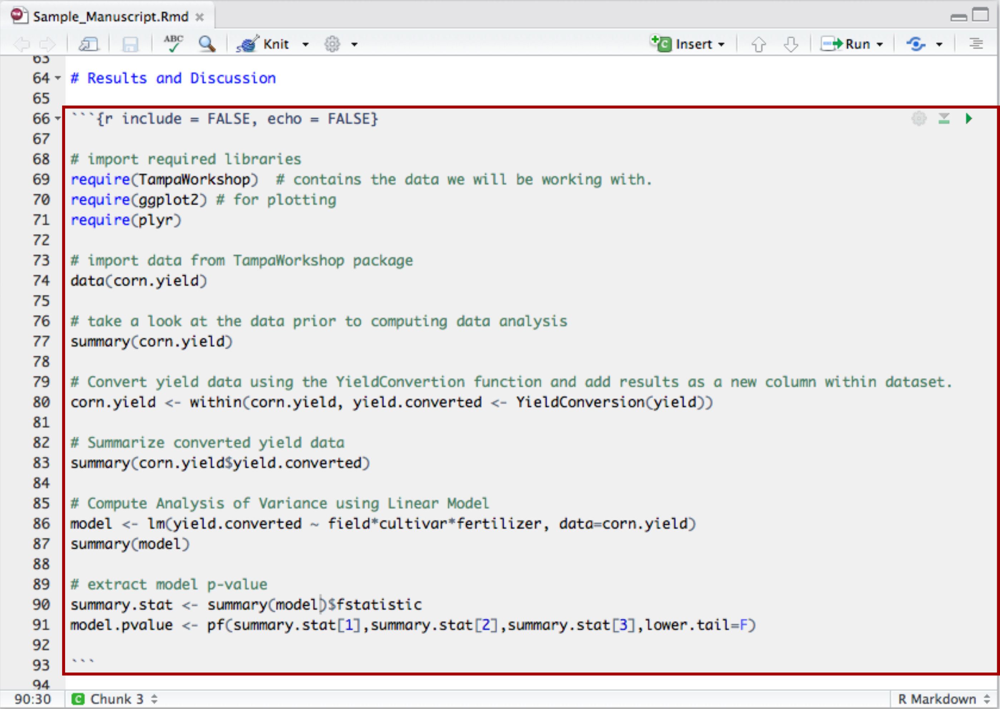 Sample_Manuscript.Rmd
ABC Knit Insert Run
63
64 # Results and Discussion
65
66 ```{r include = FALSE, echo = FALSE}
67
68 # import required libraries
69 require(TampaWorkshop)  # contains the data we will be working with.
70 require(ggplot2) # for plotting
71 require(plyr)
72
73 # import data from TampaWorkshop package
74 data(corn.yield)
75
76 # take a look at the data prior to computing data analysis
77 summary(corn.yield)
78
79 # Convert yield data using the YieldConvertion function and add results as a new column within dataset.
80 corn.yield <- within(corn.yield, yield.converted <- YieldConversion(yield))
81
82 # Summarize converted yield data
83 summary(corn.yield$yield.converted)
84
85 # Compute Analysis of Variance using Linear Model
86 model <- lm(yield.converted ~ field*cultivar*fertilizer, data=corn.yield)
87 summary(model)
88
89 # extract model p-value
90 summary.stat <- summary(model)$fstatistic
91 model.pvalue <- pf(summary.stat[1],summary.stat[2],summary.stat[3],lower.tail=F)
92
93 ```
94
90:30 C Chunk 3 R Markdown